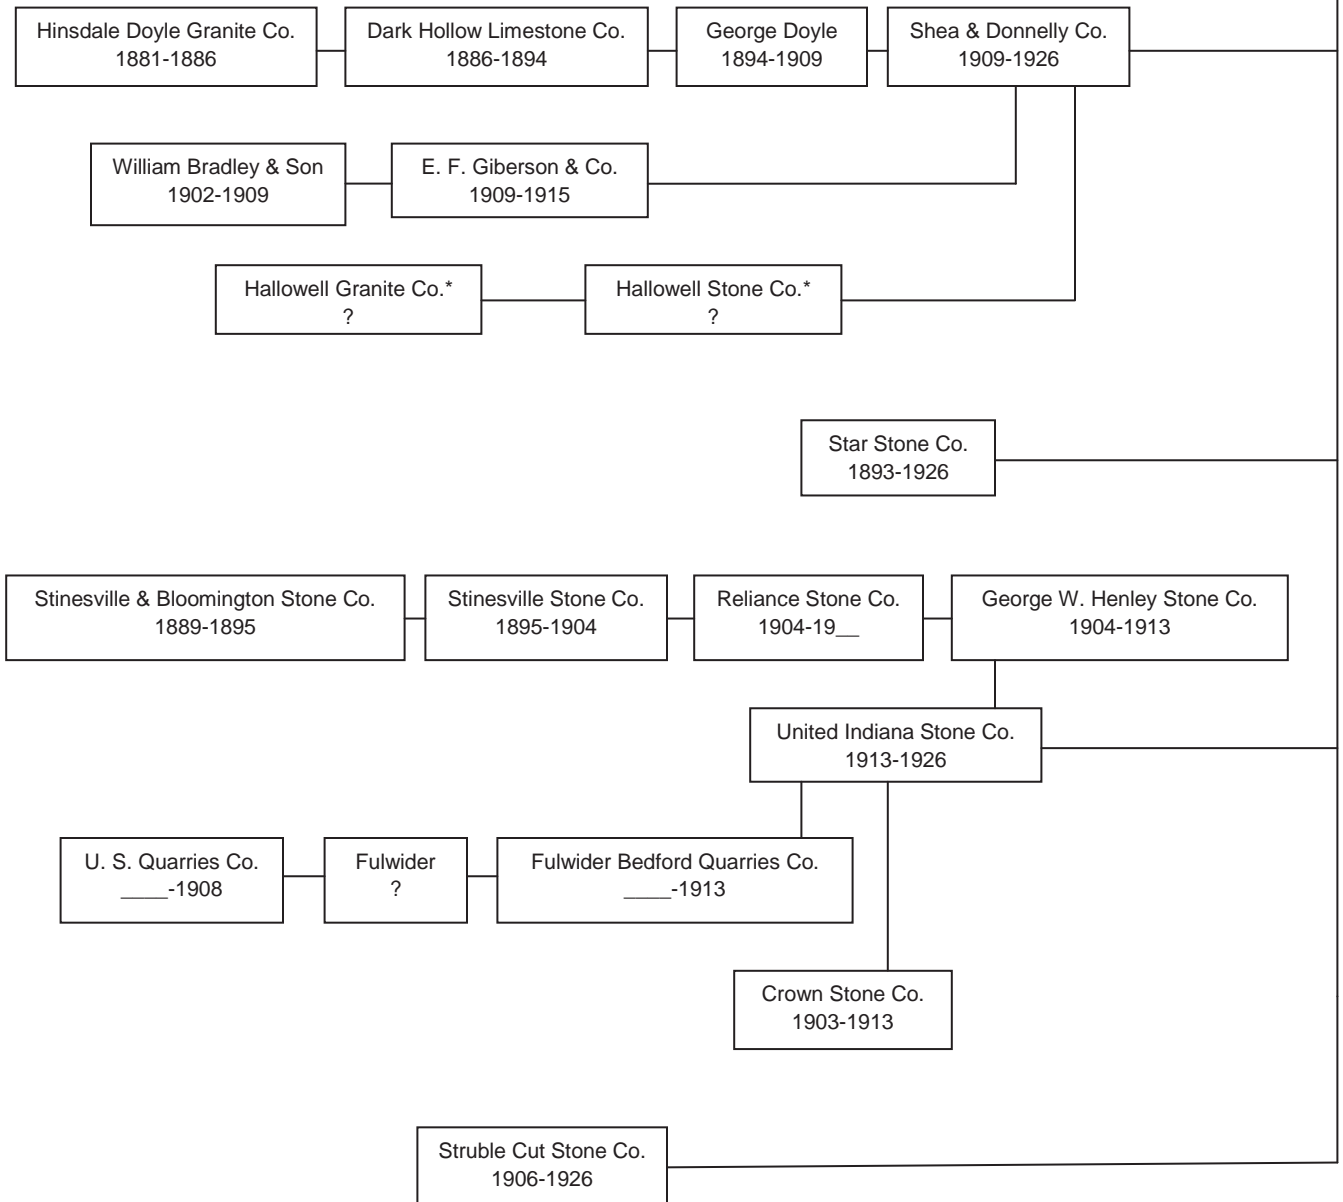 Hinsdale Doyle Granite Co.
1881-1886
Dark Hollow Limestone Co.
1886-1894
George Doyle
1894-1909
Shea & Donnelly Co.
1909-1926
William Bradley & Son
1902-1909
E. F. Giberson & Co.
1909-1915
Hallowell Granite Co.*
?
Hallowell Stone Co.*
?
Star Stone Co.
1893-1926
Stinesville & Bloomington Stone Co.
1889-1895
Stinesville Stone Co.
1895-1904
Reliance Stone Co.
1904-19__
George W. Henley Stone Co.
1904-1913
United Indiana Stone Co.
1913-1926
U. S. Quarries Co.
____-1908
Fulwider
?
Fulwider Bedford Quarries Co.
____-1913
Crown Stone Co.
1903-1913
Struble Cut Stone Co.
1906-1926